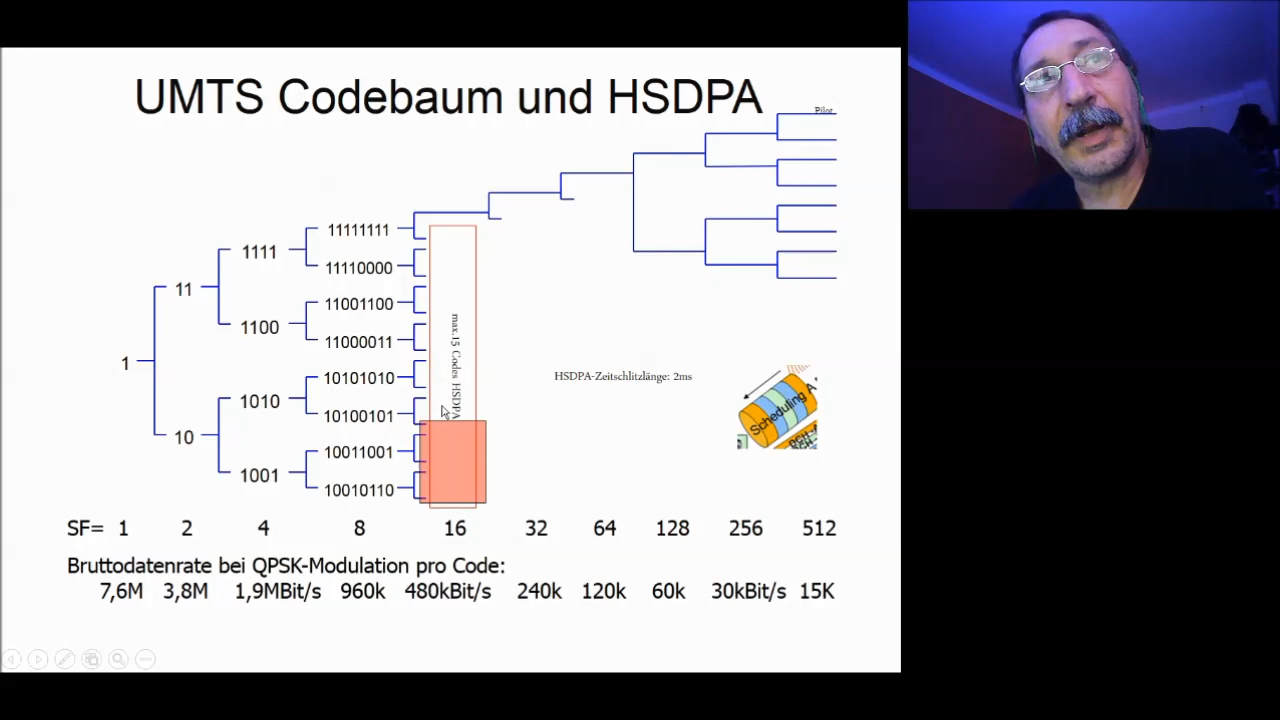 UMTS Codebaum und HSDPA
Pilot
11111111
1111
11110000
11
11001100
1100
11000011
1
10101010
1010
10100101
10
10011001
1001
10010110
max.15 Codes HSDPA
HSDPA-Zeitschlitzlänge: 2ms
Scheduling A
SF= 1 2 4 8 16 32 64 128 256 512
Bruttodatenrate bei QPSK-Modulation pro Code:
7,6M 3,8M 1,9MBit/s 960k 480kBit/s 240k 120k 60k 30kBit/s 15K